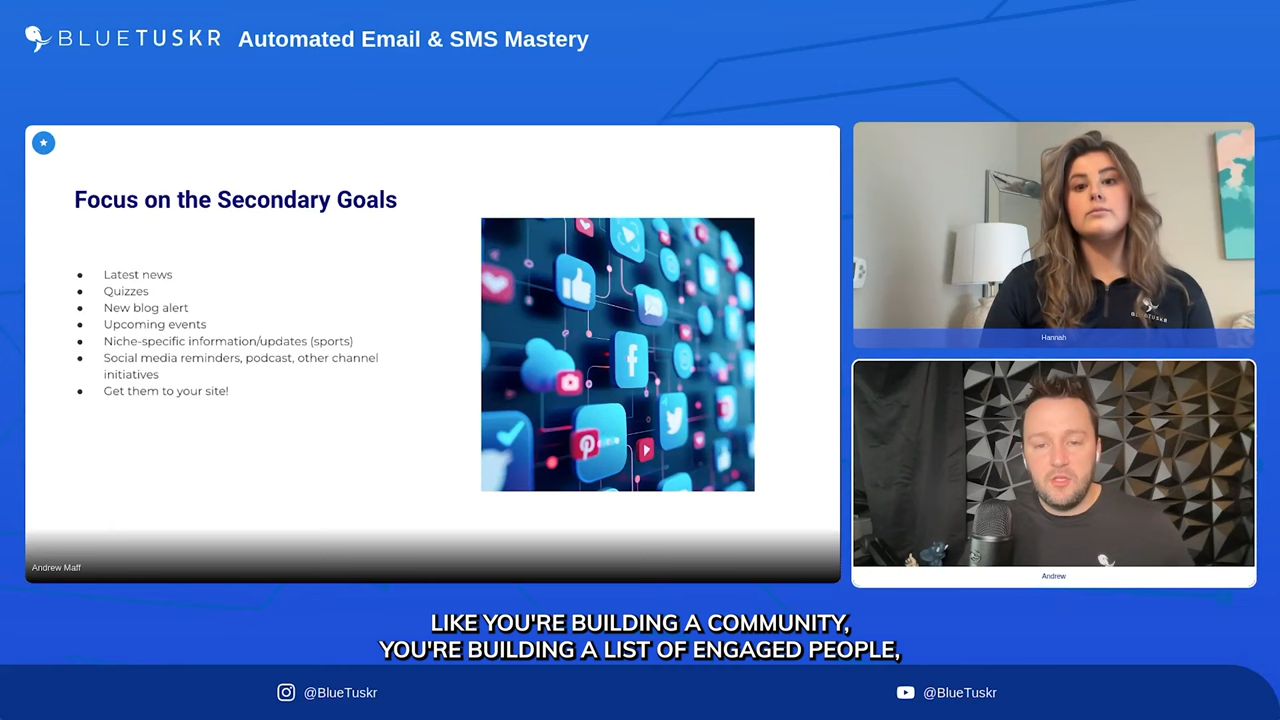 BLUETUSKR Automated Email & SMS Mastery
Focus on the Secondary Goals
● Latest news
● Quizzes
● New blog alert
● Upcoming events
● Niche-specific information/updates (sports)
● Social media reminders, podcast, other channel
initiatives
● Get them to your site!
Andrew Maff
BLUETUSKR
Hannah
Andrew
LIKE YOU'RE BUILDING A COMMUNITY,
YOU'RE BUILDING A LIST OF ENGAGED PEOPLE,
@BlueTuskr
@BlueTuskr